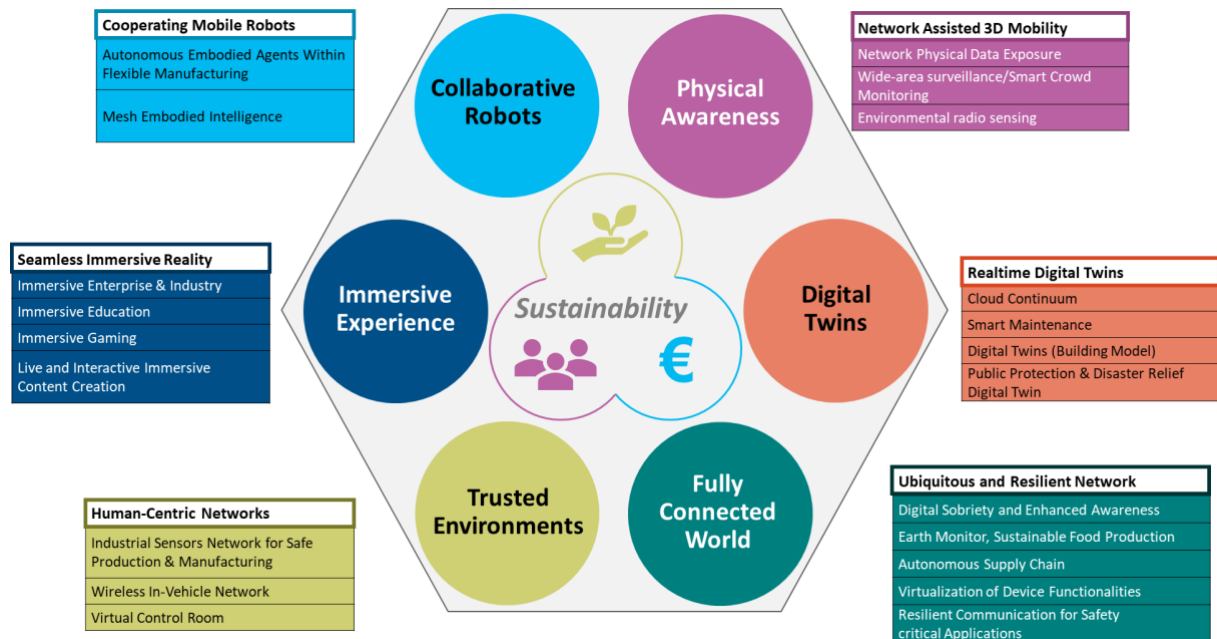 Cooperating Mobile Robots
Autonomous Embodied Agents Within
Flexible Manufacturing
Mesh Embodied Intelligence
Network Assisted 3D Mobility
Network Physical Data Exposure
Wide-area surveillance/Smart Crowd
Monitoring
Environmental radio sensing
Collaborative
Robots
Physical
Awareness
Seamless Immersive Reality
Immersive Enterprise & Industry
Immersive Education
Immersive Gaming
Live and Interactive Immersive
Content Creation
Immersive
Experience
Sustainability
€
Digital
Twins
Realtime Digital Twins
Cloud Continuum
Smart Maintenance
Digital Twins (Building Model)
Public Protection & Disaster Relief
Digital Twin
Trusted
Environments
Fully
Connected
World
Human-Centric Networks
Industrial Sensors Network for Safe
Production & Manufacturing
Wireless In-Vehicle Network
Virtual Control Room
Ubiquitous and Resilient Network
Digital Sobriety and Enhanced Awareness
Earth Monitor, Sustainable Food Production
Autonomous Supply Chain
Virtualization of Device Functionalities
Resilient Communication for Safety
critical Applications